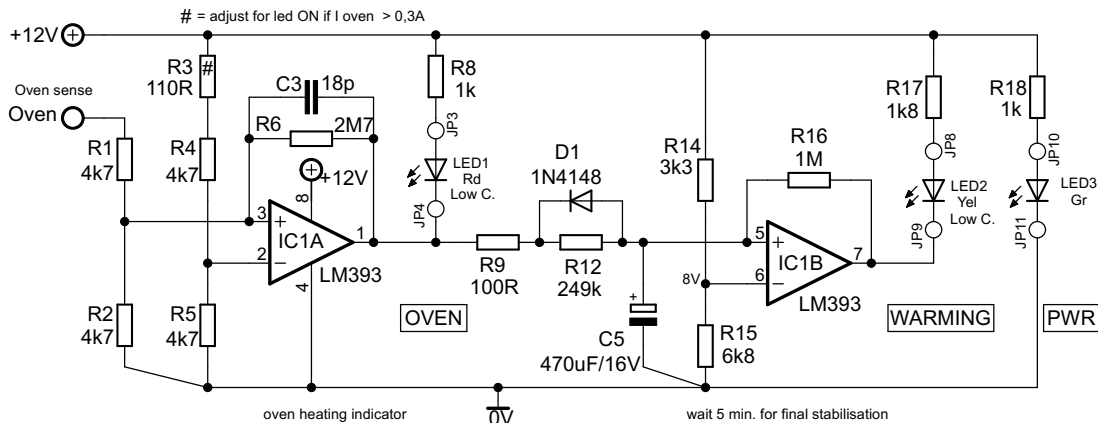 # = adjust for led ON if I oven > 0,3A
+12V
Oven sense
Oven
R3
#
110R
C3
18p
R6
2M7
R8
1k
JP3
R1
4k7
R4
4k7
+12V
LED1
Rd
Low C.
JP4
D1
1N4148
R14
3k3
R16
1M
R17
1k8
JP8
LED2
Yel
Low C.
JP9
R18
1k
JP10
LED3
Gr
JP11
8
3
+
IC1A
1
2
−
LM393
4
R9
100R
R12
249k
5
+
IC1B
7
8V
6
−
LM393
R2
4k7
R5
4k7
OVEN
+
C5
470uF/16V
R15
6k8
WARMING
PWR
oven heating indicator
0V
wait 5 min. for final stabilisation